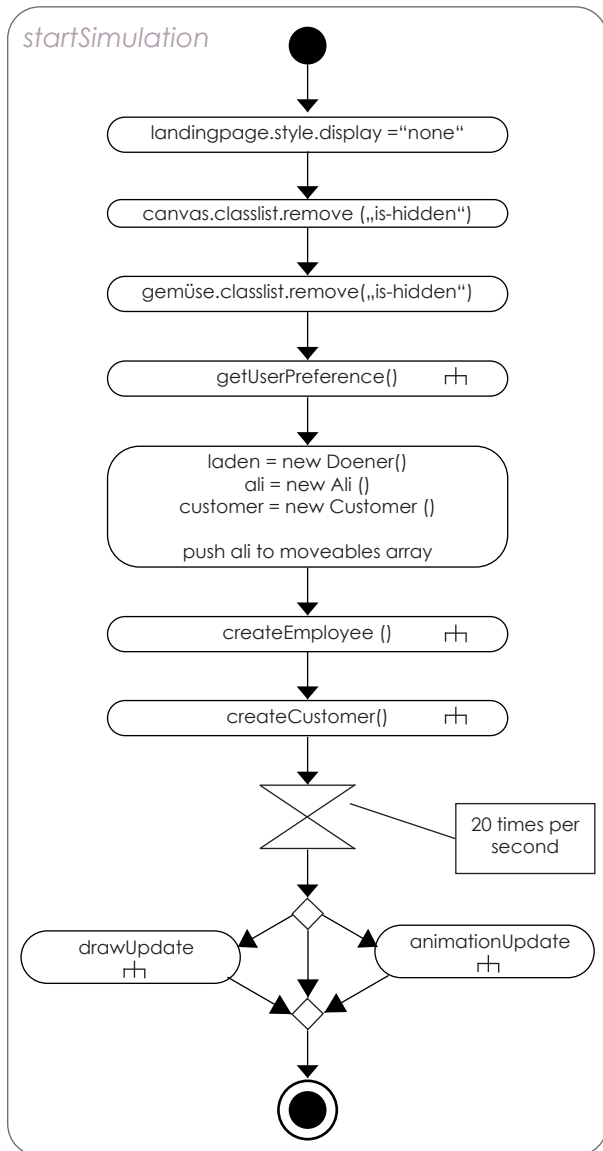 startSimulation
landingpage.style.display =“none“
canvas.classlist.remove („is-hidden“)
gemüse.classlist.remove(„is-hidden“)
getUserPreference()
laden = new Doener()
ali = new Ali ()
customer = new Customer ()
push ali to moveables array
createEmployee ()
createCustomer()
20 times per
second
drawUpdate
animationUpdate